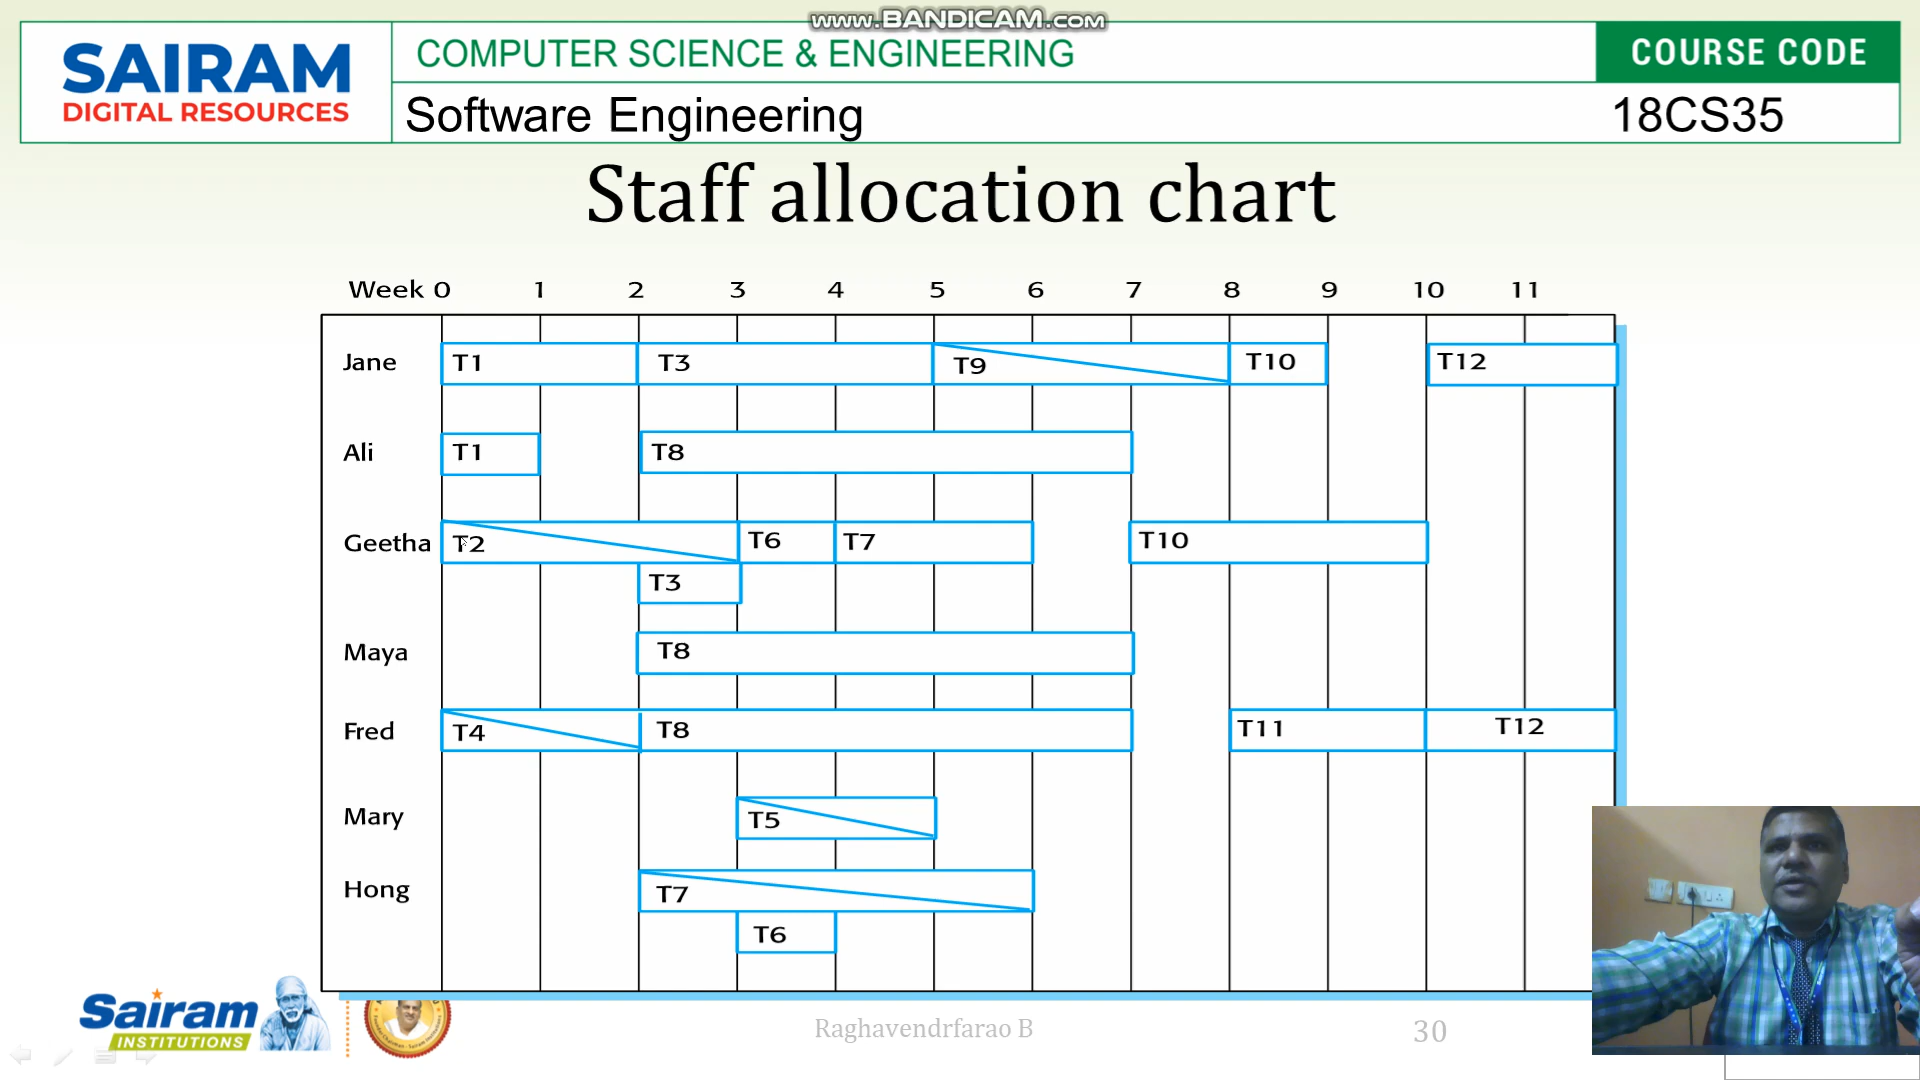 www.BANDICAM.com
SAIRAM
DIGITAL RESOURCES
COMPUTER SCIENCE & ENGINEERING
COURSE CODE
Software Engineering
18CS35
Staff allocation chart
Week 0 1 2 3 4 5 6 7 8 9 10 11
Jane T1 T3 T9 T10 T12
Ali T1 T8
Geetha T2 T6 T7 T10
T3
Maya T8
Fred T4 T8 T11 T12
Mary T5
Hong T7
T6
Sairam
INSTITUTIONS
Raghavendrfarao B
30